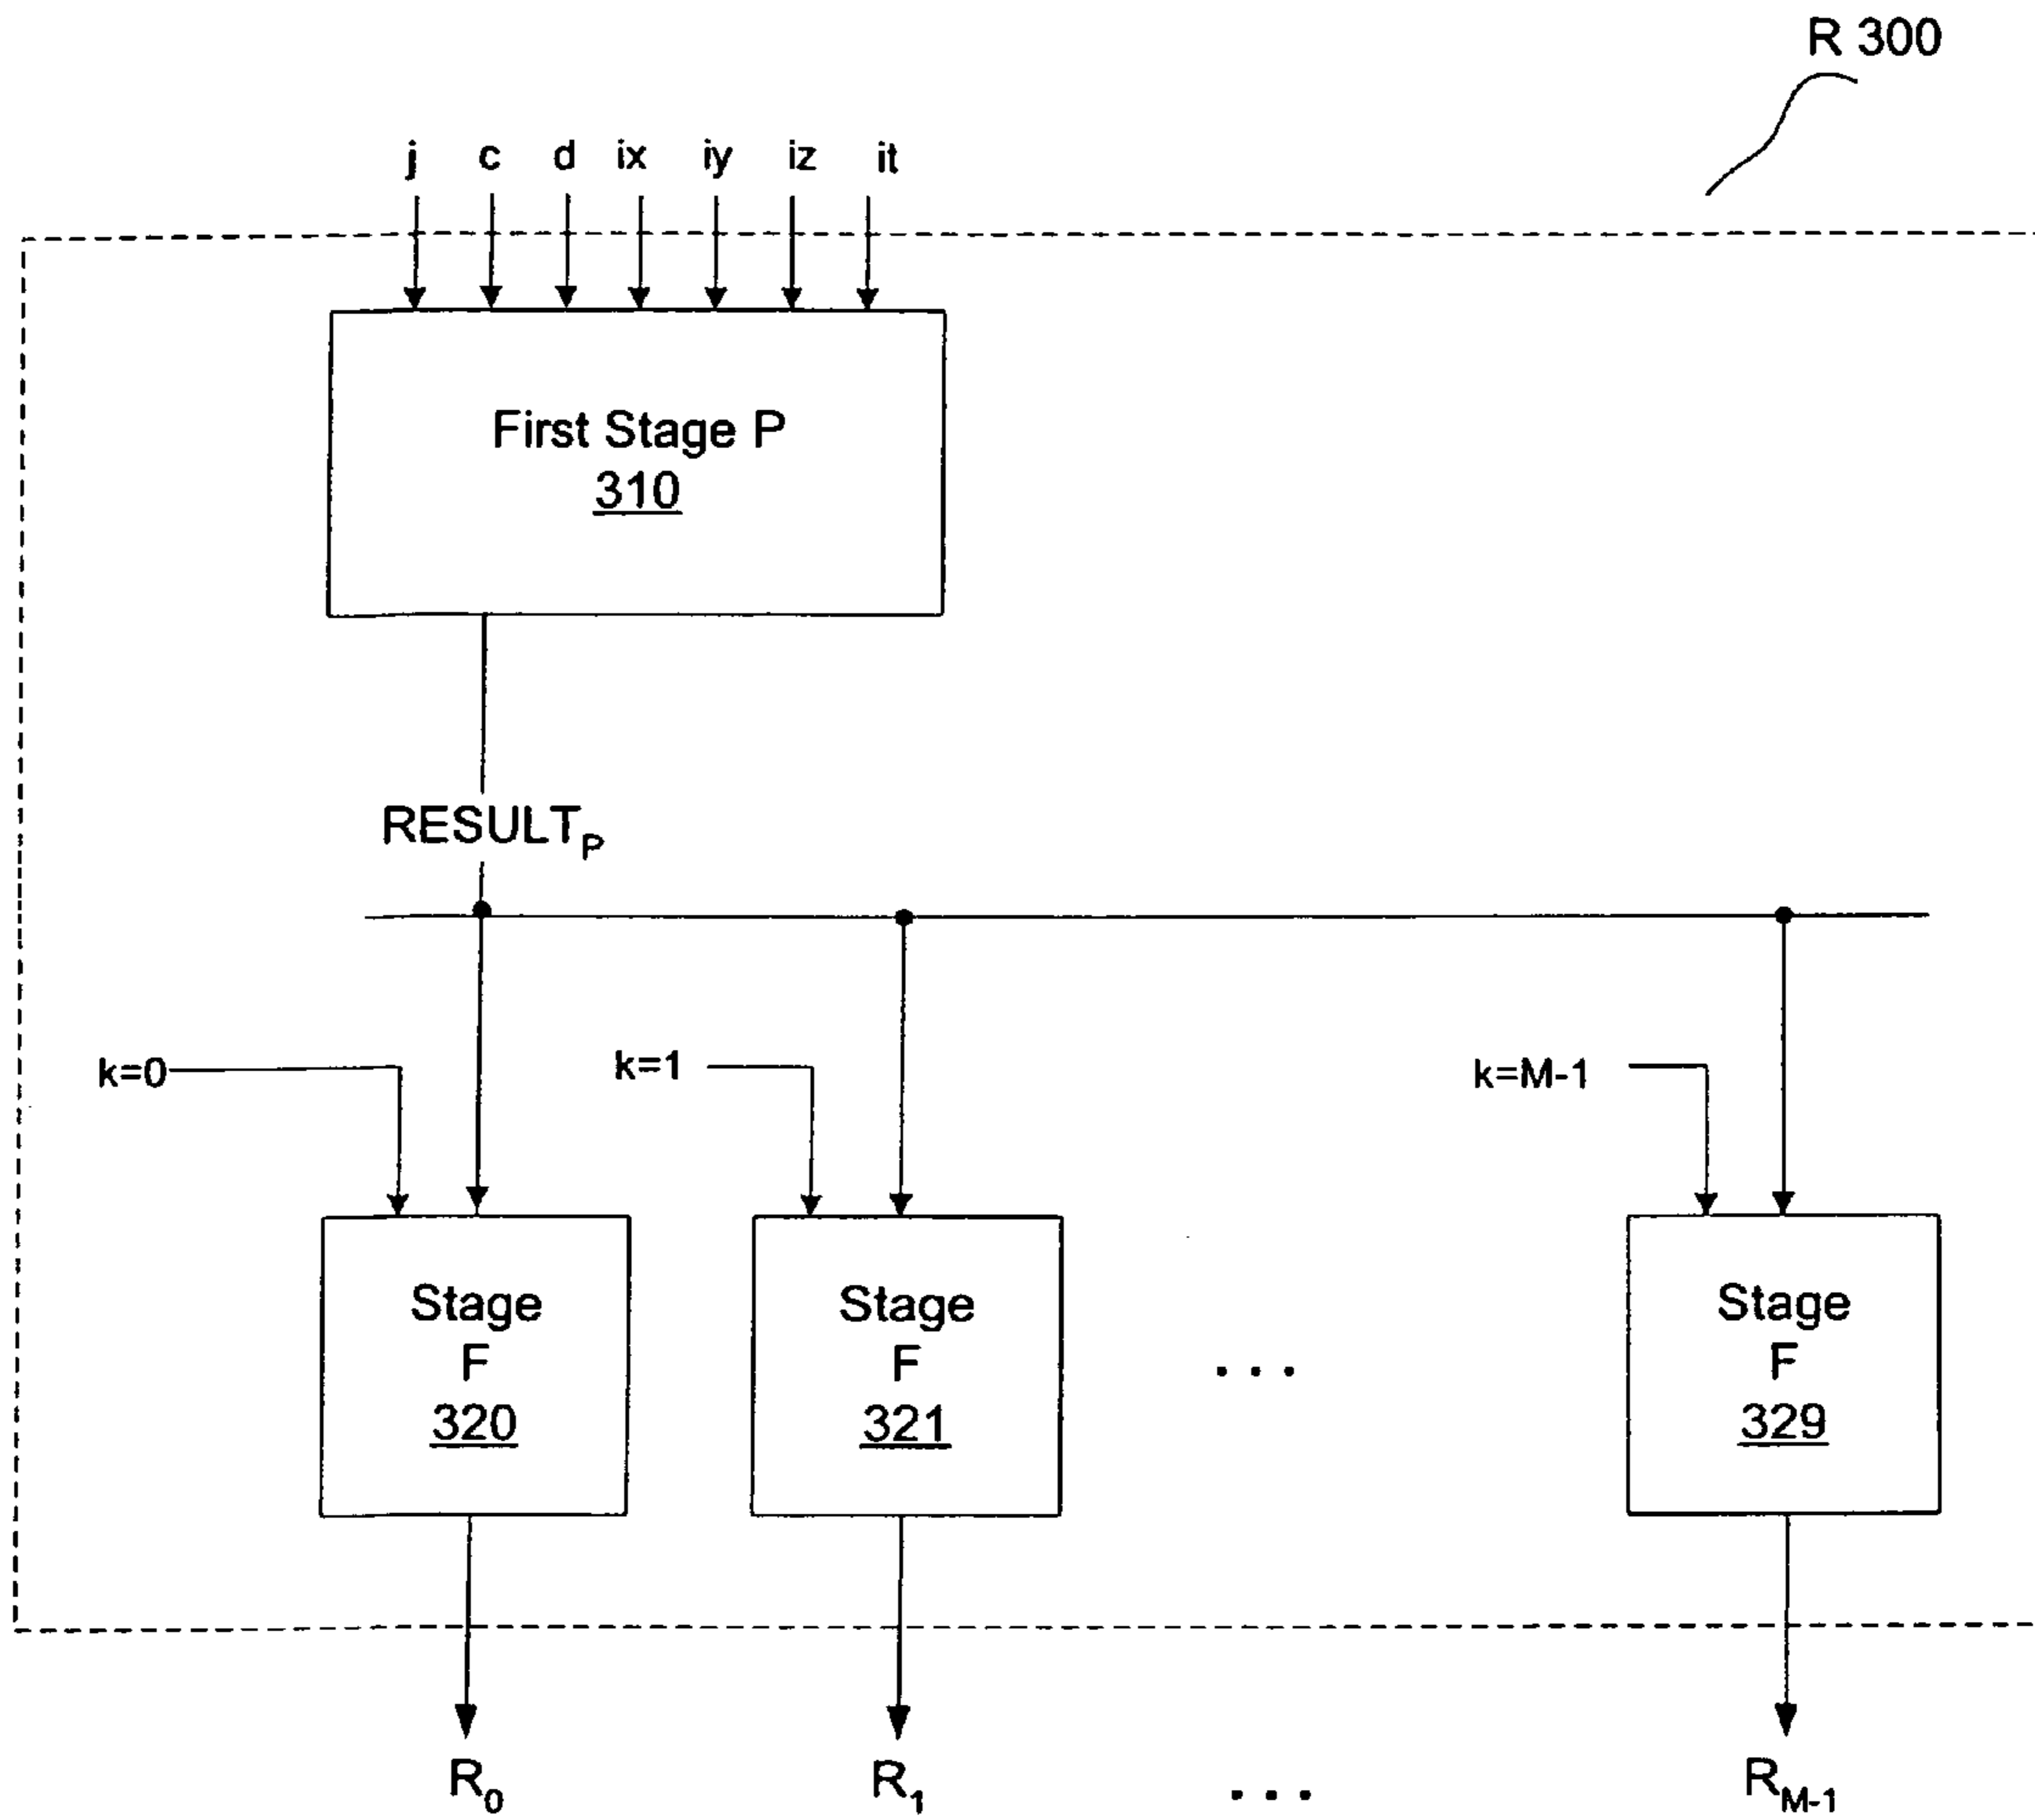 R 300
j c d ix iy iz it
First Stage P
310
RESULTP
k=0 k=1 k=M-1
Stage Stage Stage
F F F
320 321 ... 329
R0 R1 ... RM-1